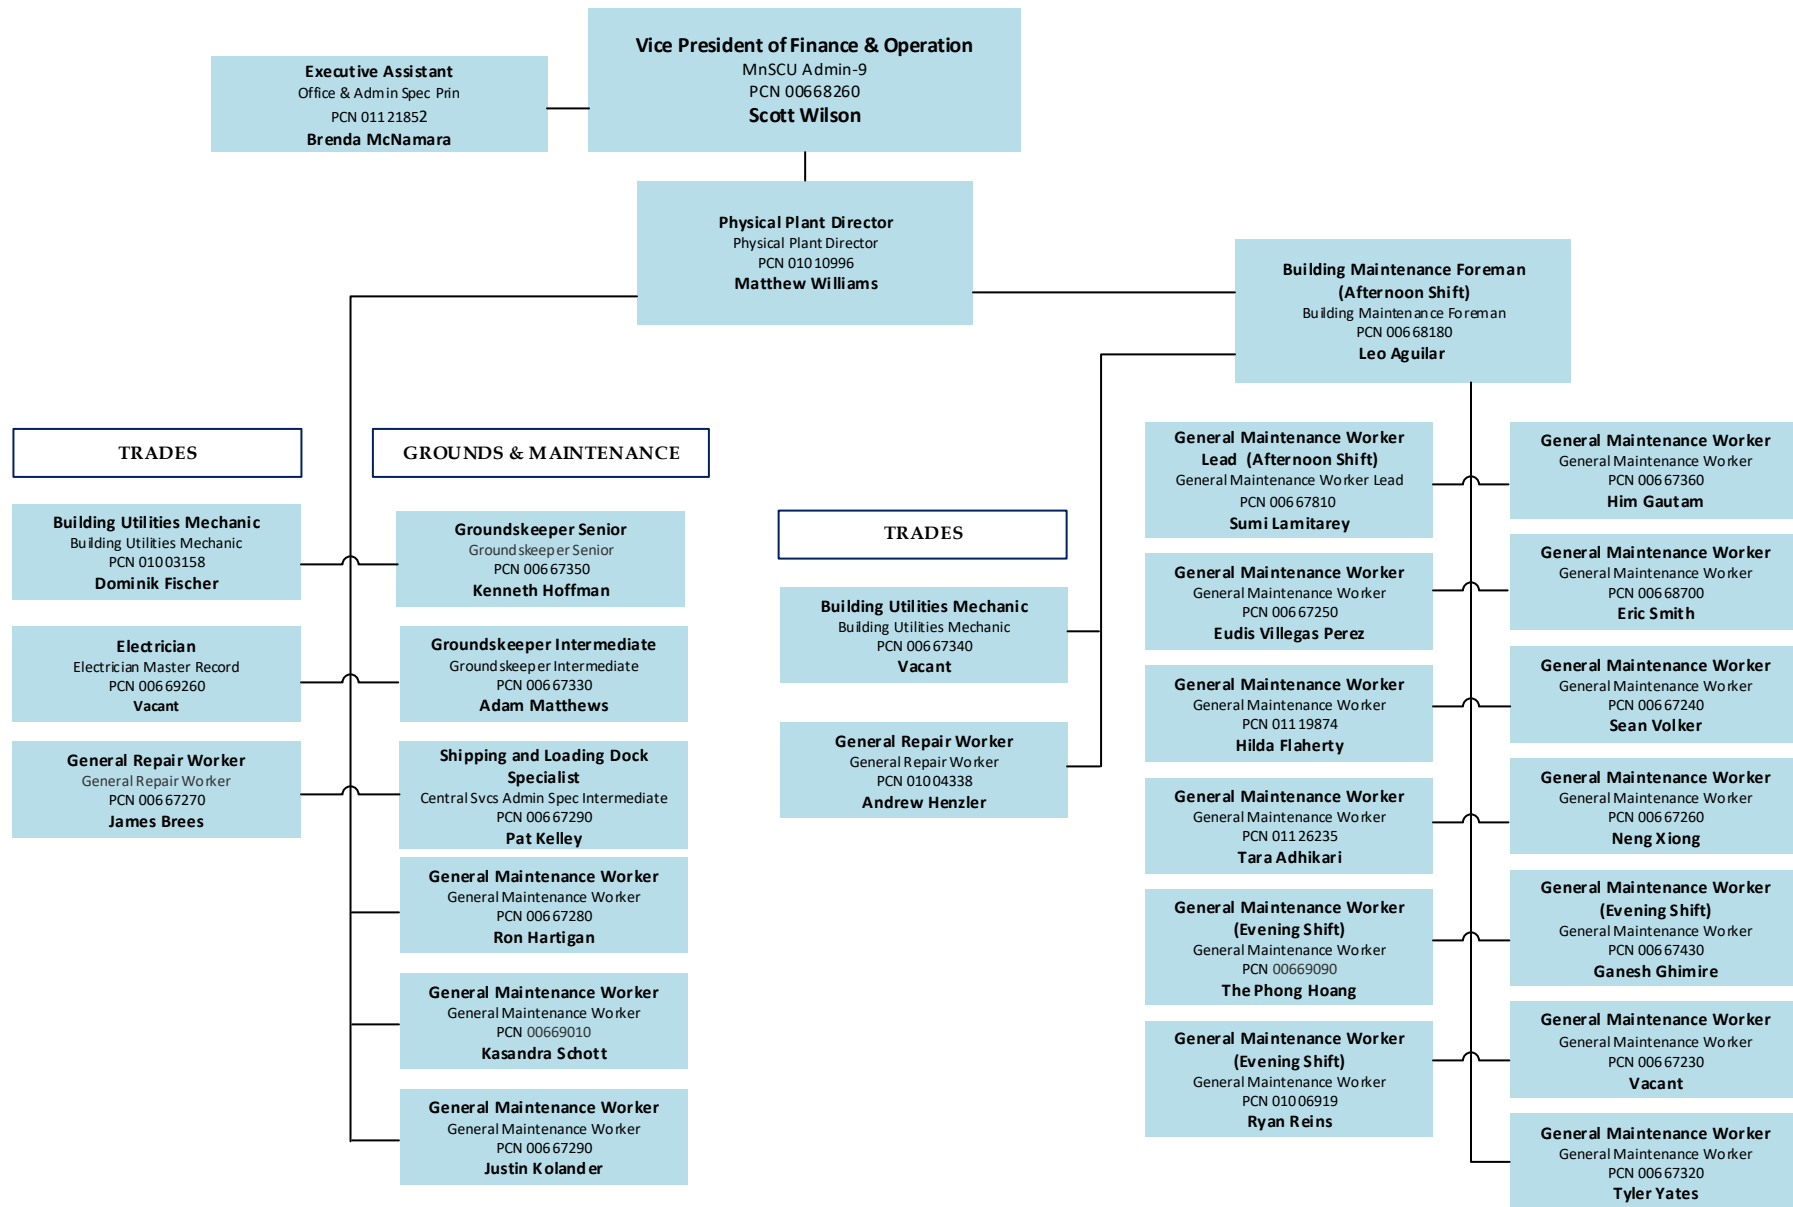 Vice President of Finance & Operation
MnSCU Admin-9
PCN 00668260
Scott Wilson
Executive Assistant
Office & Admin Spec Prin
PCN 01121852
Brenda McNamara
Physical Plant Director
Physical Plant Director
PCN 01010996
Matthew Williams
Building Maintenance Foreman
(Afternoon Shift)
Building Maintenance Foreman
PCN 00668180
Leo Aguilar
TRADES
Building Utilities Mechanic
Building Utilities Mechanic
PCN 01003158
Dominik Fischer
Electrician
Electrician Master Record
PCN 00669260
Vacant
General Repair Worker
General Repair Worker
PCN 00667270
James Brees
GROUNDS & MAINTENANCE
Groundskeeper Senior
Groundskeeper Senior
PCN 00667350
Kenneth Hoffman
Groundskeeper Intermediate
Groundskeeper Intermediate
PCN 00667330
Adam Matthews
Shipping and Loading Dock
Specialist
Central Svcs Admin Spec Intermediate
PCN 00667290
Pat Kelley
General Maintenance Worker
General Maintenance Worker
PCN 00667280
Ron Hartigan
General Maintenance Worker
General Maintenance Worker
PCN 00669010
Kasandra Schott
General Maintenance Worker
General Maintenance Worker
PCN 00667290
Justin Kolander
TRADES
Building Utilities Mechanic
Building Utilities Mechanic
PCN 00667340
Vacant
General Repair Worker
General Repair Worker
PCN 01004338
Andrew Henzler
General Maintenance Worker
Lead (Afternoon Shift)
General Maintenance Worker Lead
PCN 00667810
Sumi Lamitarey
General Maintenance Worker
General Maintenance Worker
PCN 00667250
Eudis Villegas Perez
General Maintenance Worker
General Maintenance Worker
PCN 01119874
Hilda Flaherty
General Maintenance Worker
General Maintenance Worker
PCN 01126235
Tara Adhikari
General Maintenance Worker
(Evening Shift)
General Maintenance Worker
PCN 00669090
The Phong Hoang
General Maintenance Worker
(Evening Shift)
General Maintenance Worker
PCN 01006919
Ryan Reins
General Maintenance Worker
General Maintenance Worker
PCN 00667360
Him Gautam
General Maintenance Worker
General Maintenance Worker
PCN 00668700
Eric Smith
General Maintenance Worker
General Maintenance Worker
PCN 00667240
Sean Volker
General Maintenance Worker
General Maintenance Worker
PCN 00667260
Neng Xiong
General Maintenance Worker
(Evening Shift)
General Maintenance Worker
PCN 00667430
Ganesh Ghimire
General Maintenance Worker
General Maintenance Worker
PCN 00667230
Vacant
General Maintenance Worker
General Maintenance Worker
PCN 00667320
Tyler Yates